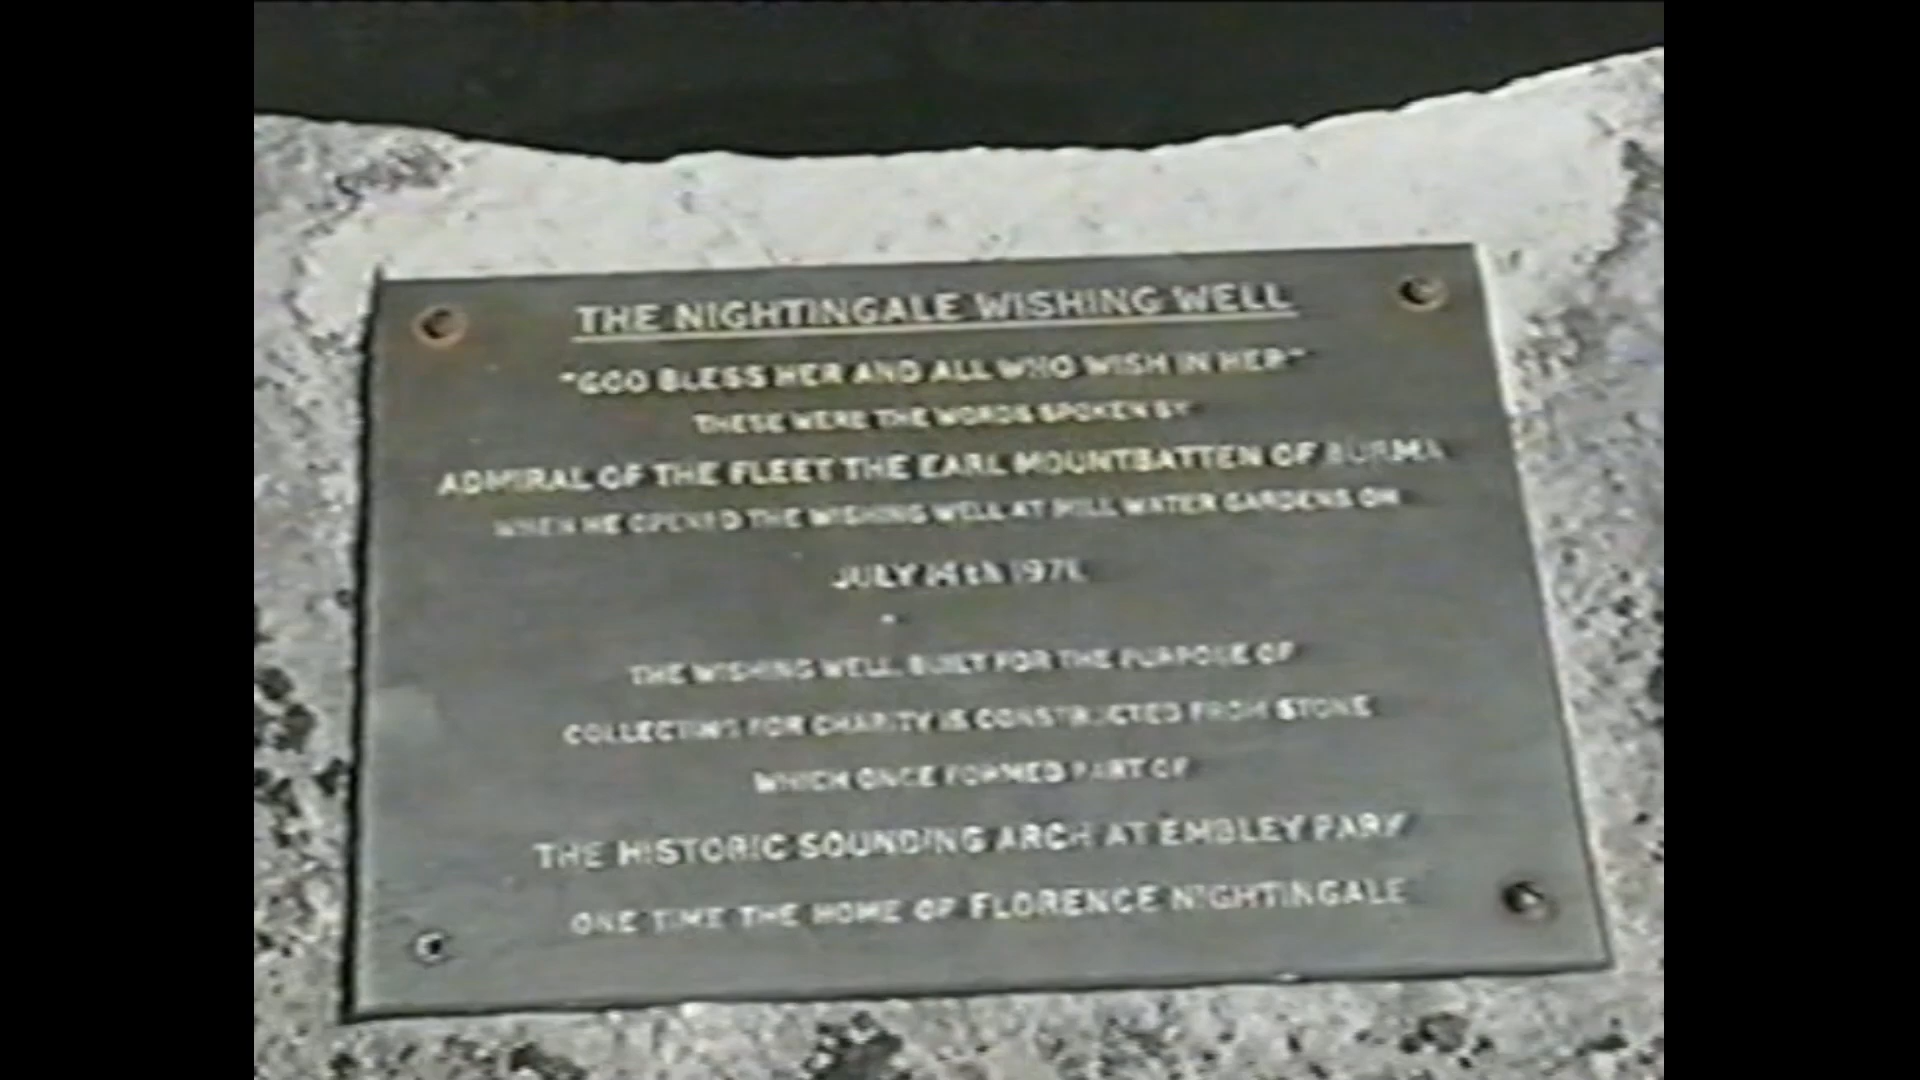 THE NIGHTINGALE WISHING WELL
"GOD BLESS HER AND ALL WHO WISH IN HER"
THESE WERE THE WORDS SPOKEN BY
ADMIRAL OF THE FLEET THE EARL MOUNTBATTEN OF BURMA
WHEN HE OPENED THE WISHING WELL AT MILL WATER GARDENS ON
JULY 14th
THE WISHING WELL, BUILT FOR THE PURPOSE OF
COLLECTING FOR CHARITY IS CONSTRUCTED FROM STONE
WHICH ONCE FORMED PART OF
THE HISTORIC SOUNDING ARCH AT EMBLEY PARK
ONE TIME THE HOME OF FLORENCE NIGHTINGALE